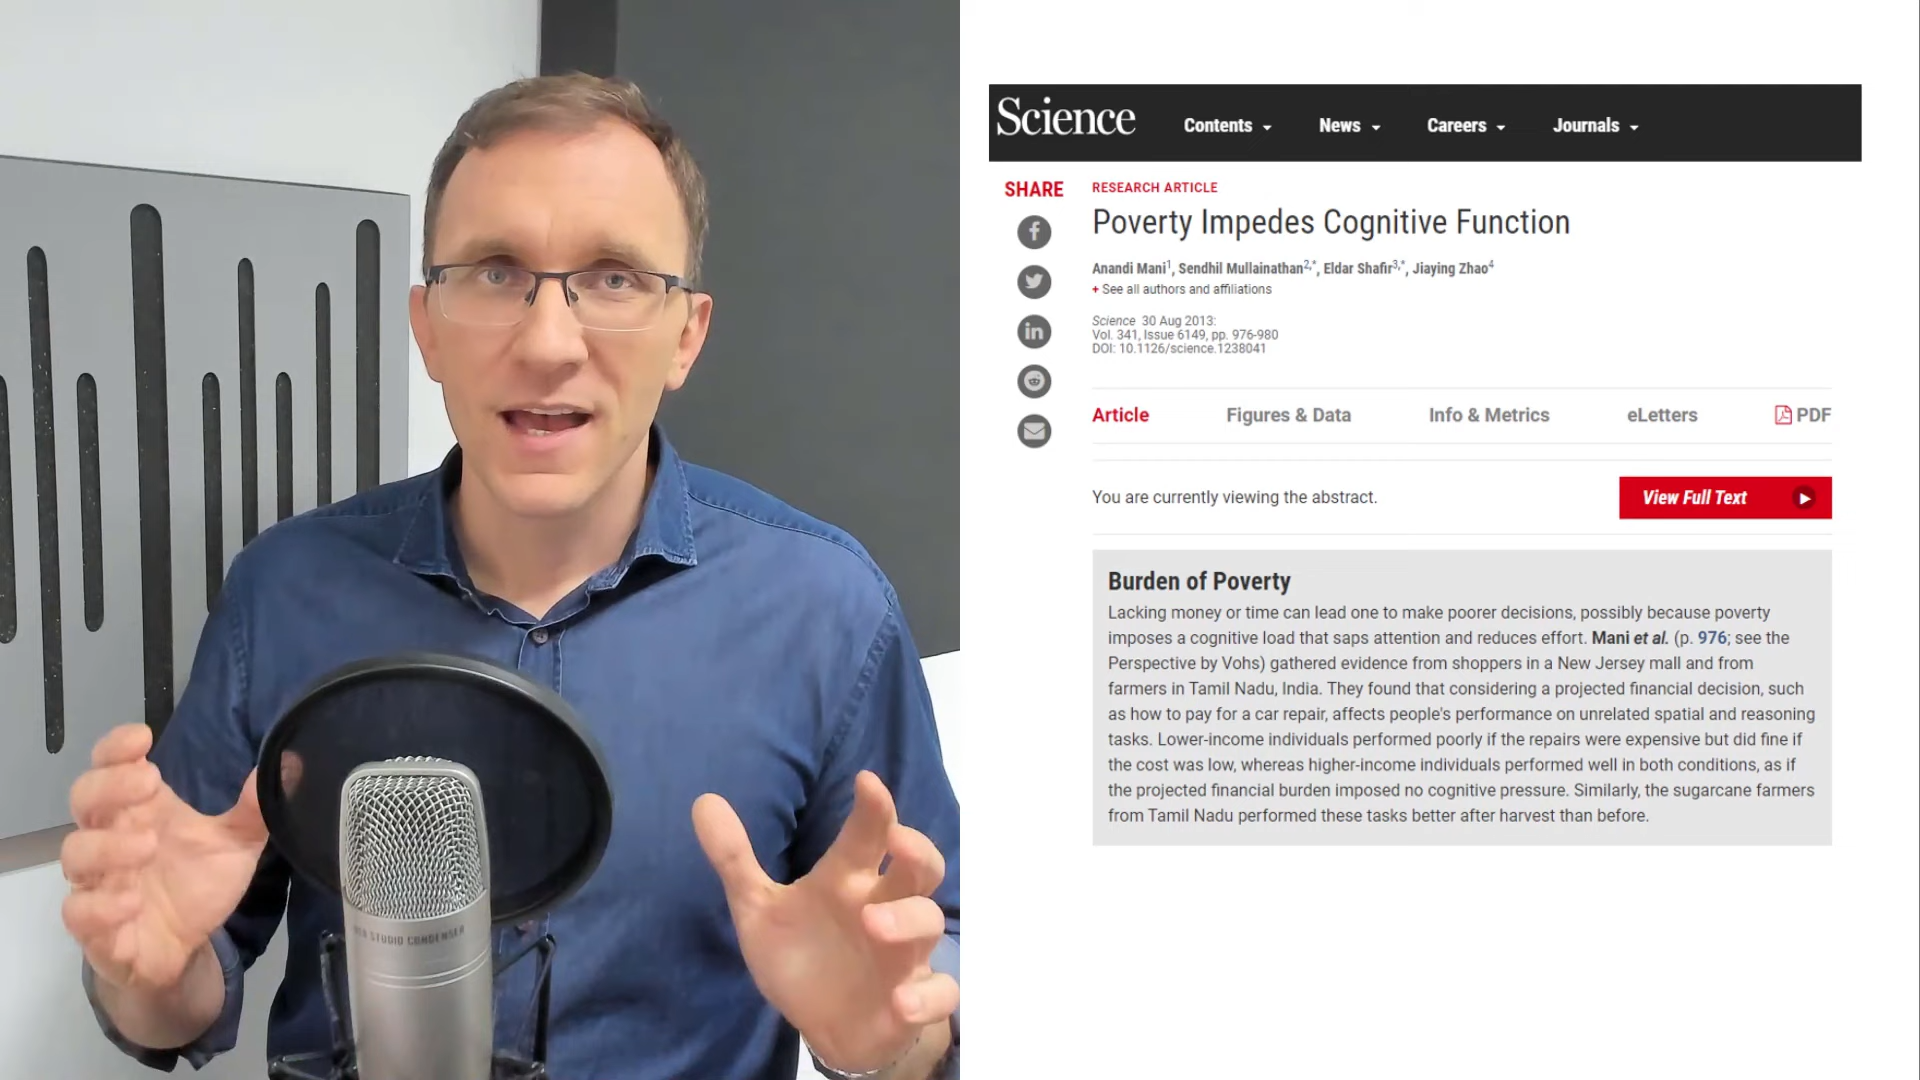 Science
Contents
News
Careers
Journals
SHARE
RESEARCH ARTICLE
Poverty Impedes Cognitive Function
Anandi Mani1, Sendhil Mullainathan2,*, Eldar Shafir3,*, Jiaying Zhao4
+ See all authors and affiliations
Science 30 Aug 2013:
Vol. 341, Issue 6149, pp. 976-980
DOI: 10.1126/science.1238041
Article
Figures & Data
Info & Metrics
eLetters
PDF
You are currently viewing the abstract.
View Full Text
Burden of Poverty
Lacking money or time can lead one to make poorer decisions, possibly because poverty
imposes a cognitive load that saps attention and reduces effort. Mani et al. (p. 976; see the
Perspective by Vohs) gathered evidence from shoppers in a New Jersey mall and from
farmers in Tamil Nadu, India. They found that considering a projected financial decision, such
as how to pay for a car repair, affects people's performance on unrelated spatial and reasoning
tasks. Lower-income individuals performed poorly if the repairs were expensive but did fine if
the cost was low, whereas higher-income individuals performed well in both conditions, as if
the projected financial burden imposed no cognitive pressure. Similarly, the sugarcane farmers
from Tamil Nadu performed these tasks better after harvest than before.
STUDIO CONDENSER